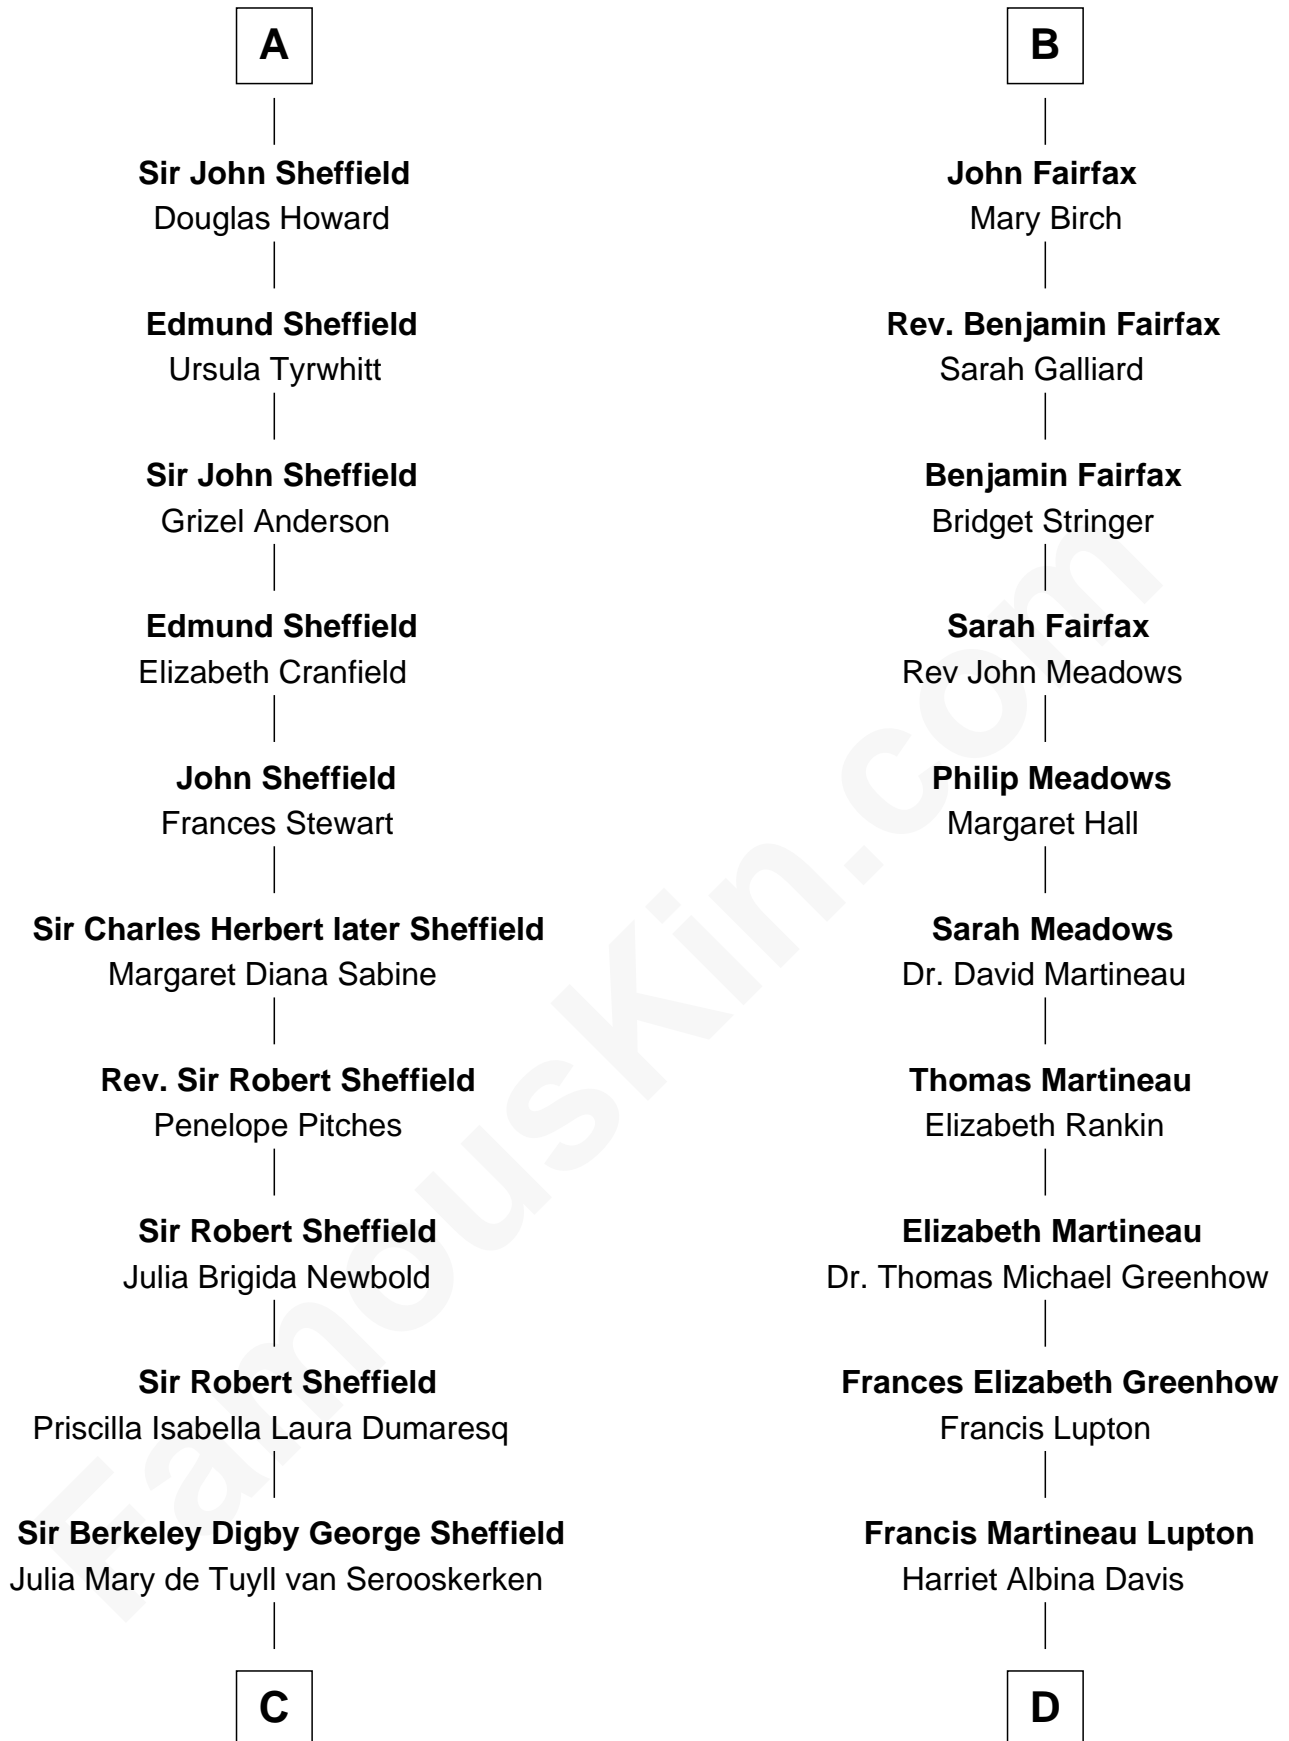 A
Sir John Sheffield
Douglas Howard
Edmund Sheffield
Ursula Tyrwhitt
Sir John Sheffield
Grizel Anderson
Edmund Sheffield
Elizabeth Cranfield
John Sheffield
Frances Stewart
Sir Charles Herbert later Sheffield
Margaret Diana Sabine
Rev. Sir Robert Sheffield
Penelope Pitches
Sir Robert Sheffield
Julia Brigida Newbold
Sir Robert Sheffield
Priscilla Isabella Laura Dumaresq
Sir Berkeley Digby George Sheffield
Julia Mary de Tuyll van Serooskerken
C
B
John Fairfax
Mary Birch
Rev. Benjamin Fairfax
Sarah Galliard
Benjamin Fairfax
Bridget Stringer
Sarah Fairfax
Rev John Meadows
Philip Meadows
Margaret Hall
Sarah Meadows
Dr. David Martineau
Thomas Martineau
Elizabeth Rankin
Elizabeth Martineau
Dr. Thomas Michael Greenhow
Frances Elizabeth Greenhow
Francis Lupton
Francis Martineau Lupton
Harriet Albina Davis
D
FamousKin.com